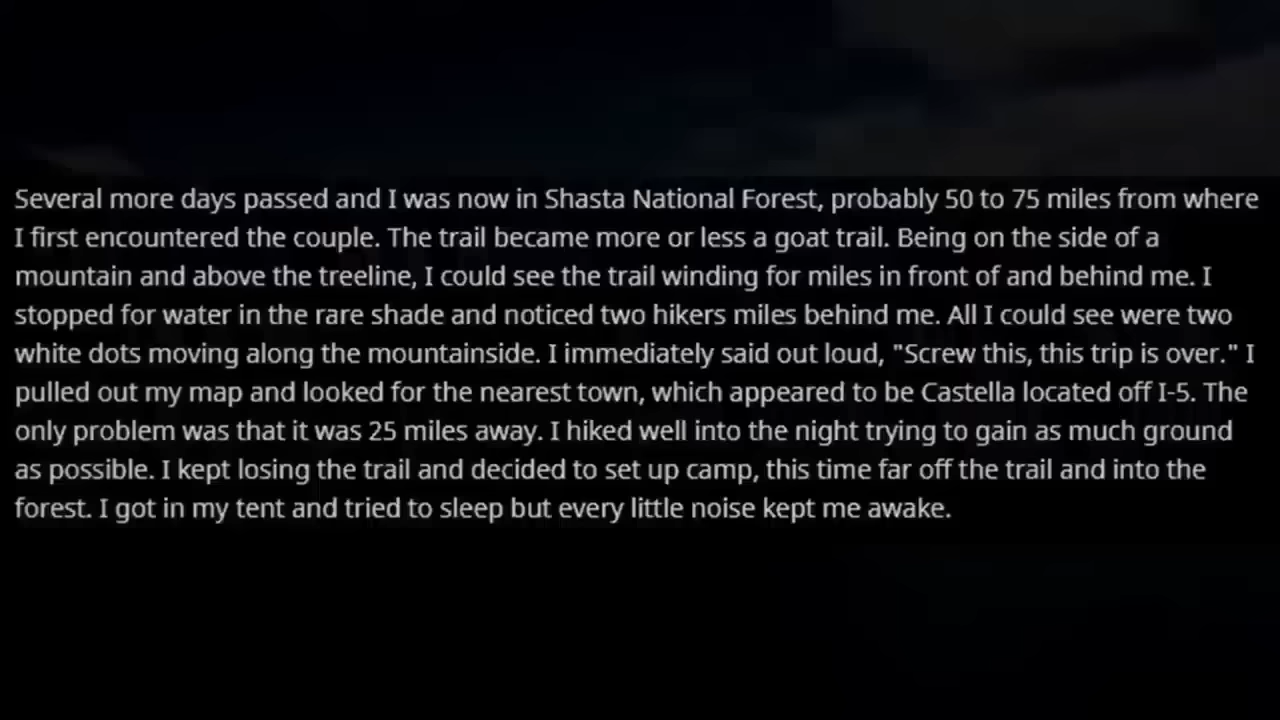 Several more days passed and I was now in Shasta National Forest, probably 50 to 75 miles from where
I first encountered the couple. The trail became more or less a goat trail. Being on the side of a
mountain and above the treeline, I could see the trail winding for miles in front of and behind me. I
stopped for water in the rare shade and noticed two hikers miles behind me. All I could see were two
white dots moving along the mountainside. I immediately said out loud, "Screw this, this trip is over." I
pulled out my map and looked for the nearest town, which appeared to be Castella located off I-5. The
only problem was that it was 25 miles away. I hiked well into the night trying to gain as much ground
as possible. I kept losing the trail and decided to set up camp, this time far off the trail and into the
forest. I got in my tent and tried to sleep but every little noise kept me awake.